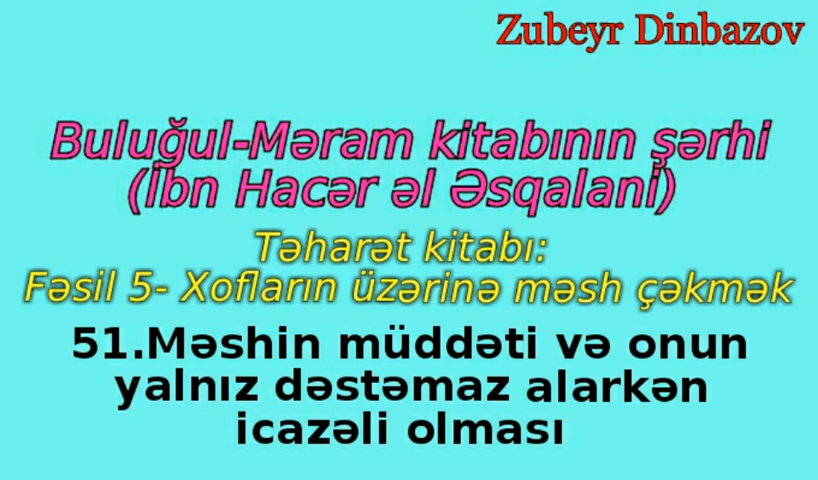 Zubeyr Dinbazov
Buluğul-Məram kitabının şərhi
(İbn Hacər əl Əsqalani)
Təharət kitabı:
Fəsil 5- Xofların üzərinə məsh çəkmək
51.Məshin müddəti və onun
yalnız dəstəmaz alarkən
icazəli olması